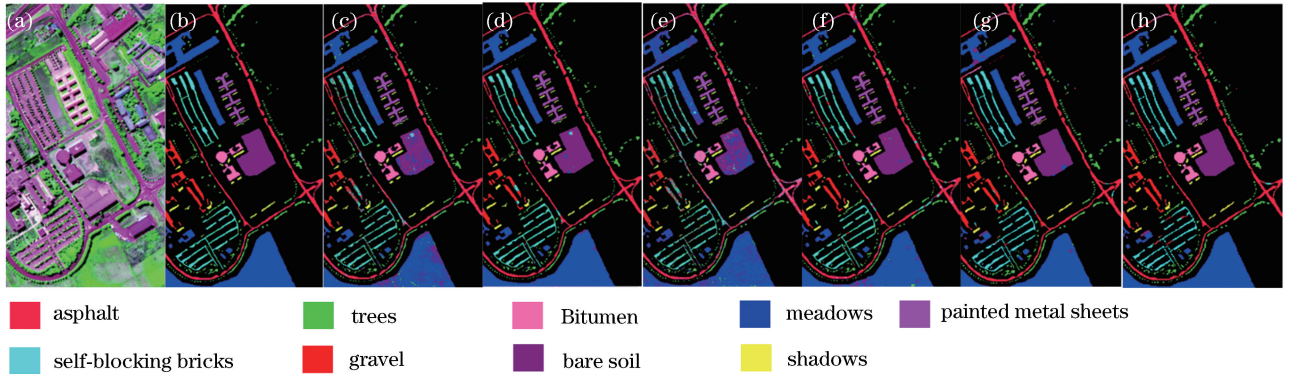 (a) (b) (c) (d) (e) (f) (g) (h)
asphalt trees Bitumen meadows painted metal sheets
self-blocking bricks gravel bare soil shadows